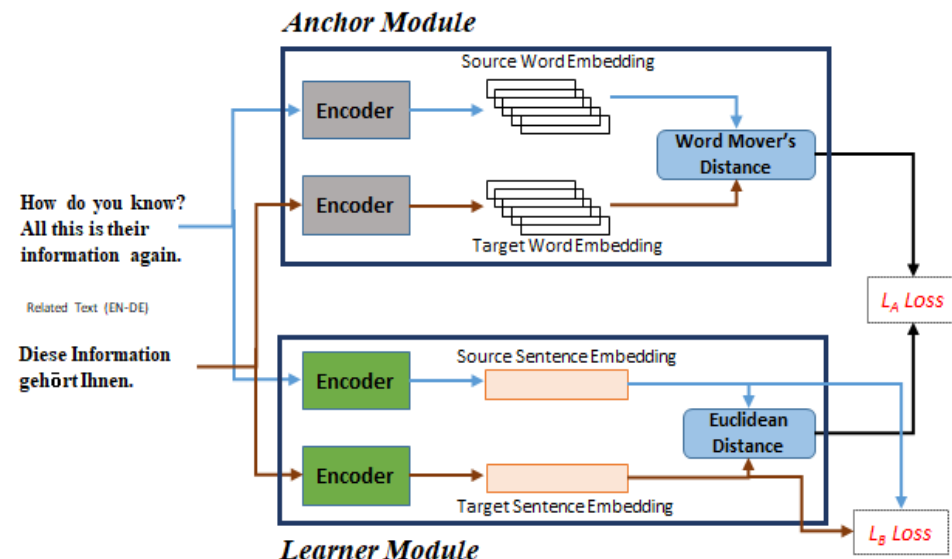 Anchor Module
Source Word Embedding
Encoder
Word Mover's
Distance
Encoder
Target Word Embedding
How do you know?
All this is their
information again.
Related Text (EN-DE)
Diese Information
gehōrt Ihnen.
L_A Loss
Source Sentence Embedding
Encoder
Euclidean
Distance
Encoder
Target Sentence Embedding
L_B Loss
Learner Module